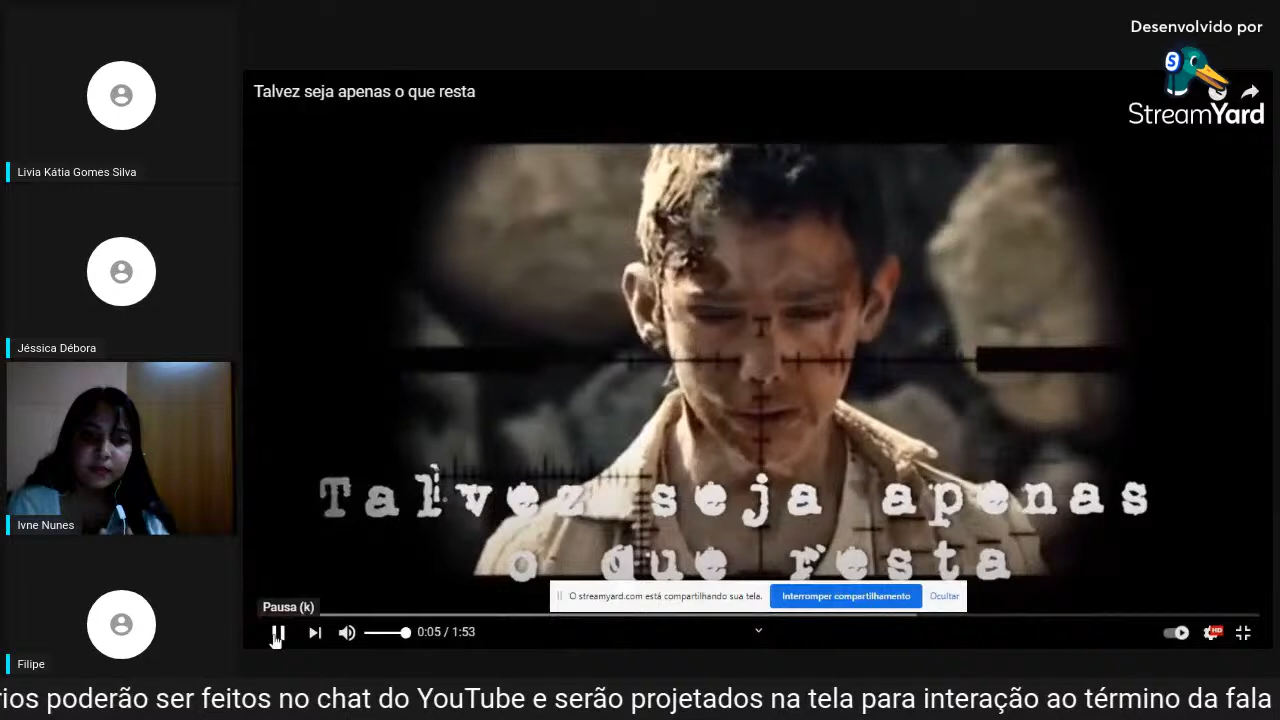 Desenvolvido por
StreamYard
Talvez seja apenas o que resta
Livia Kátia Gomes Silva
Jéssica Débora
Ivne Nunes
Filipe
Talvez seja apenas
o que resta
O streamyard.com está compartilhando sua tela.
Interromper compartilhamento
Ocultar
Pausa (k)
0:05 / 1:53
HD
rios poderão ser feitos no chat do YouTube e serão projetados na tela para interação ao término da fala